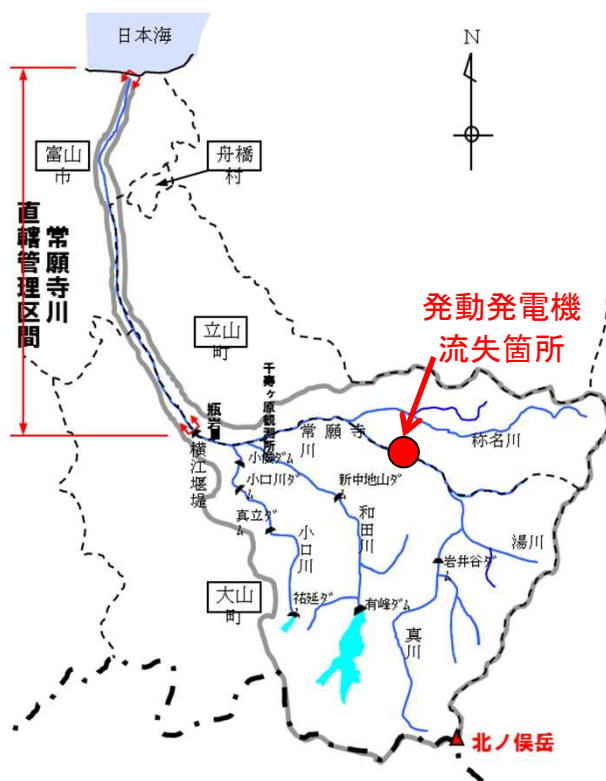 日本海
N
富山
市
舟橋
村
常願寺川
直轄管理区間
立山
町
発動発電機
流失箇所
瓶岩
千寿ヶ原観測所
常願寺
川
称名川
横江堰堤
小俣ダム
小口川ダ
ム
新中地山ダ
ム
真立ダ
ム
小口川
和田川
岩井谷ダ
ム
湯川
大山
町
祐延ダ
ム
有峰ダム
真川
北ノ俣岳